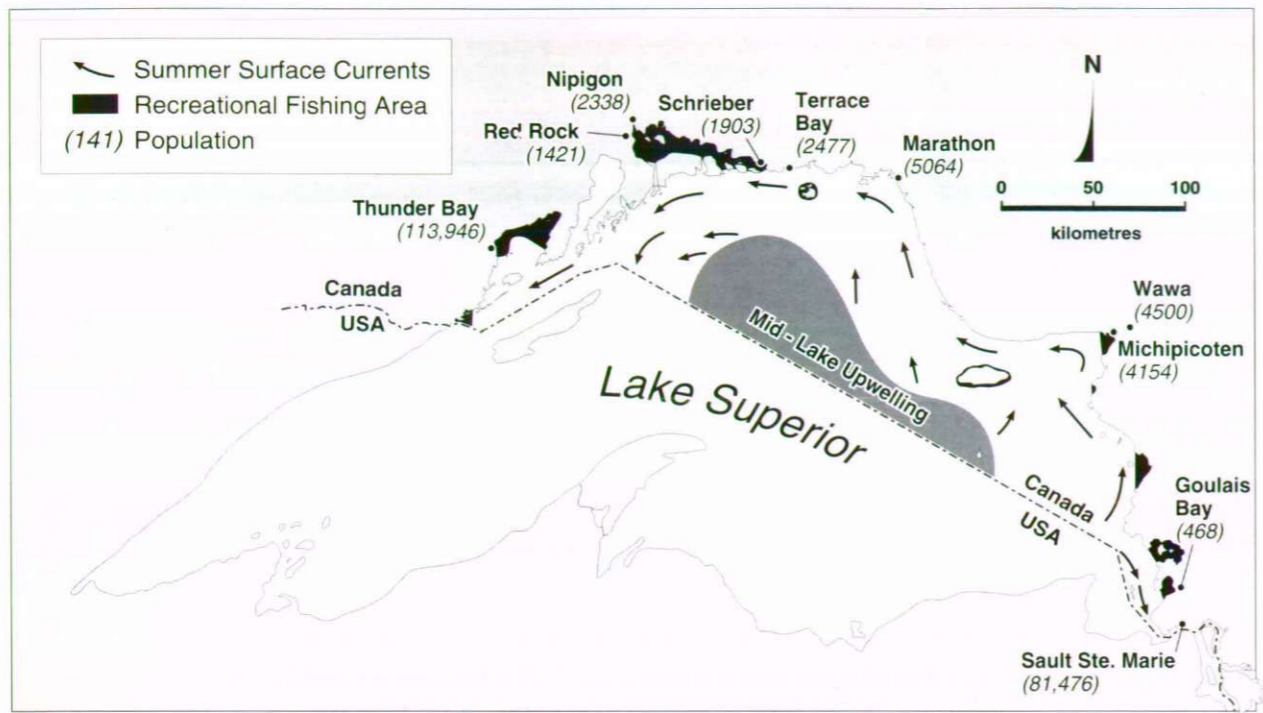 Summer Surface Currents
Recreational Fishing Area
(141) Population
Nipigon
(2338)
Schrieber
(1903)
Terrace
Bay
(2477)
Red Rock
(1421)
Marathon
(5064)
N
0 50 100
kilometres
Thunder Bay
(113,946)
Canada
USA
Wawa
(4500)
Michipicoten
(4154)
Mid - Lake Upwelling
Lake Superior
Canada
USA
Goulais
Bay
(468)
Sault Ste. Marie
(81,476)